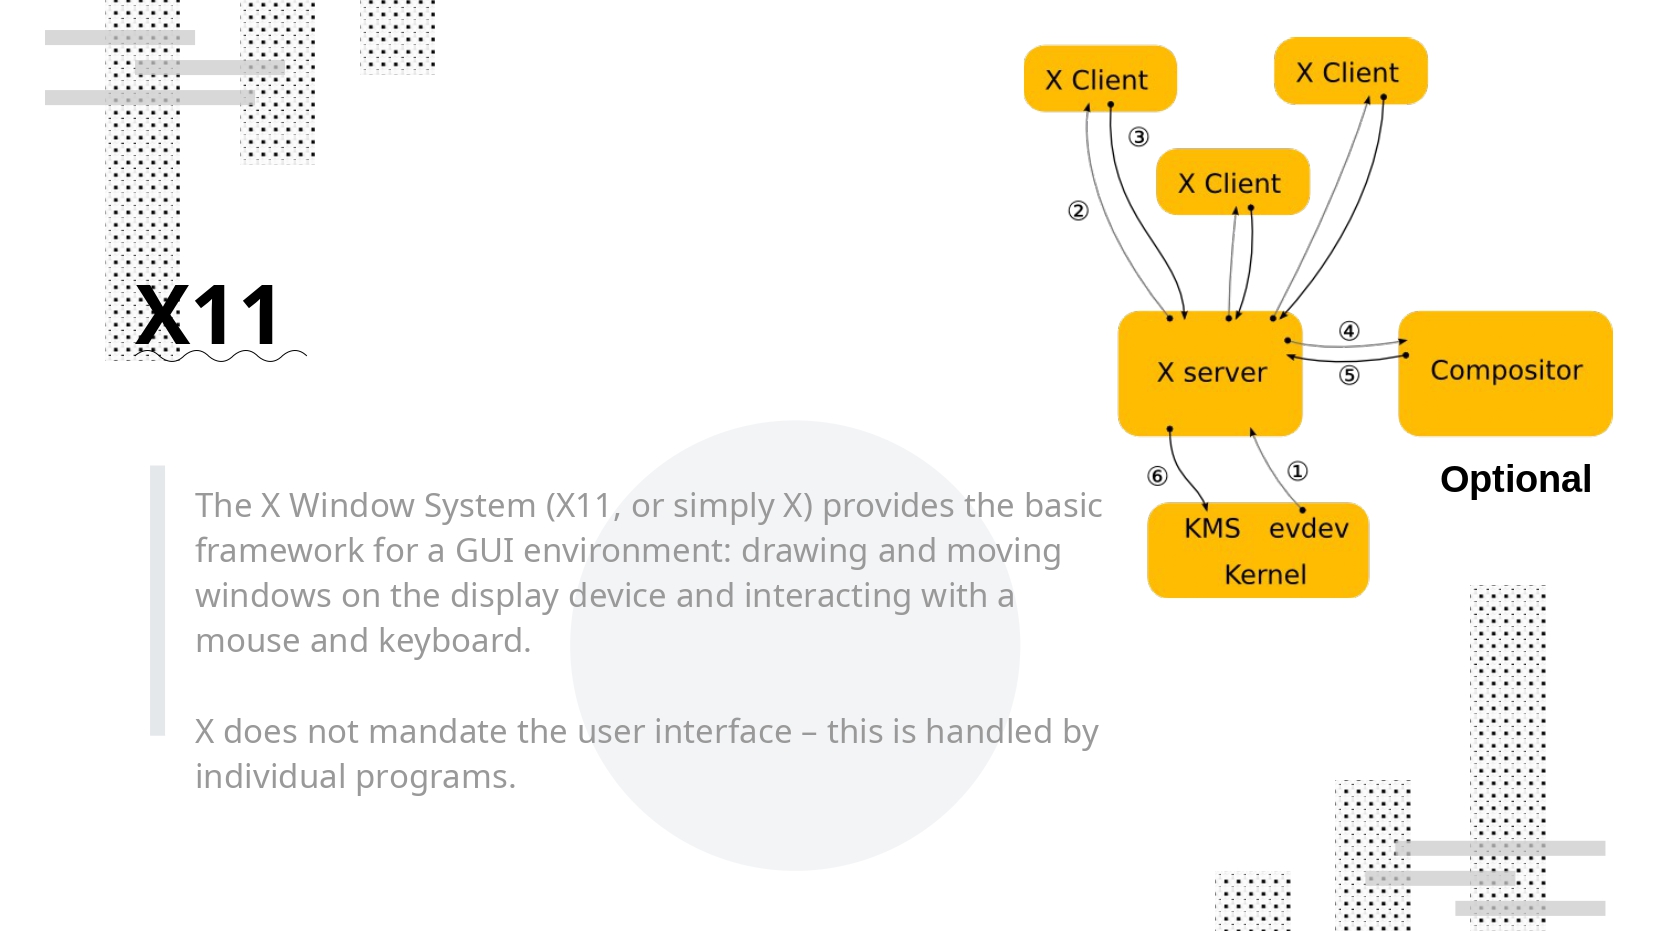 X11
The X Window System (X11, or simply X) provides the basic
framework for a GUI environment: drawing and moving
windows on the display device and interacting with a
mouse and keyboard.
X does not mandate the user interface – this is handled by
individual programs.
X Client
X Client
③
X Client
②
④
X server
Compositor
⑤
⑥
①
Optional
KMS evdev
Kernel